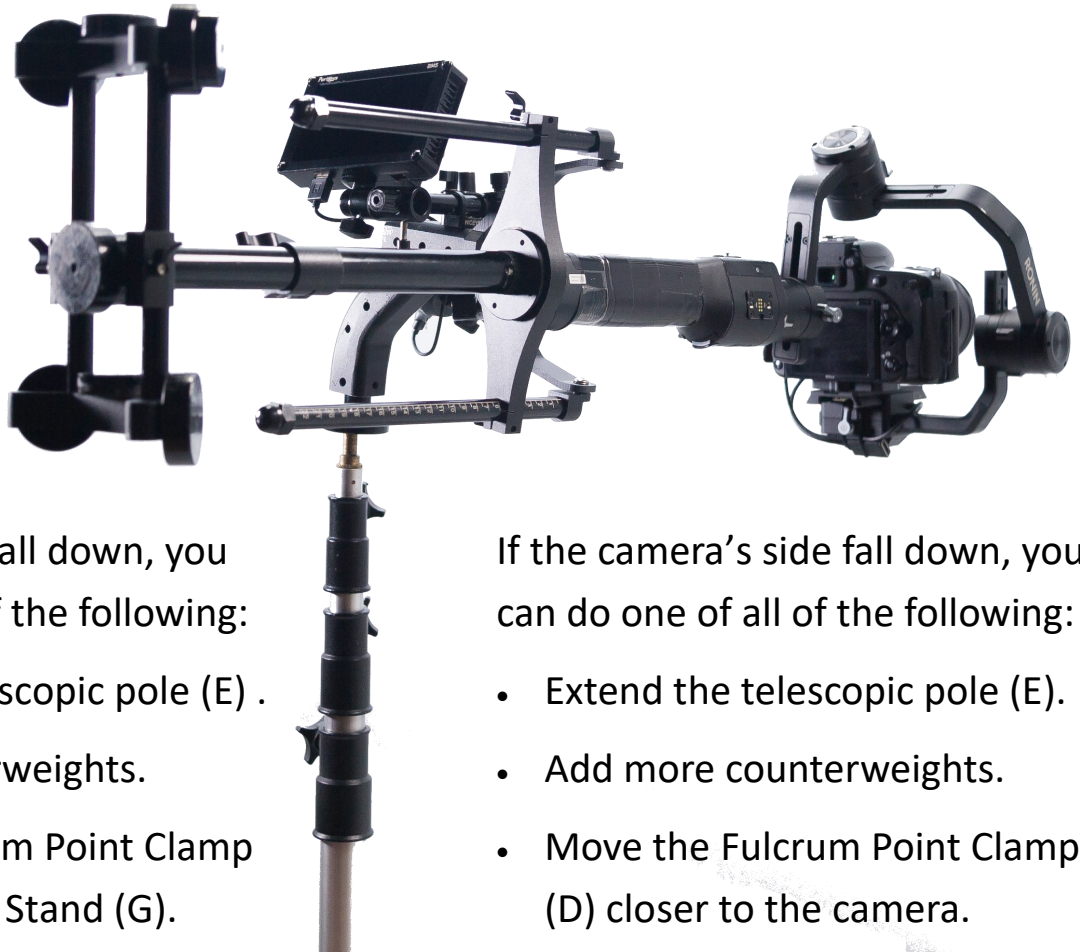 RONIN
all down, you
f the following:
scopic pole (E) .
rweights.
m Point Clamp
Stand (G).
If the camera’s side fall down, you
can do one of all of the following:
• Extend the telescopic pole (E).
• Add more counterweights.
• Move the Fulcrum Point Clamp
(D) closer to the camera.